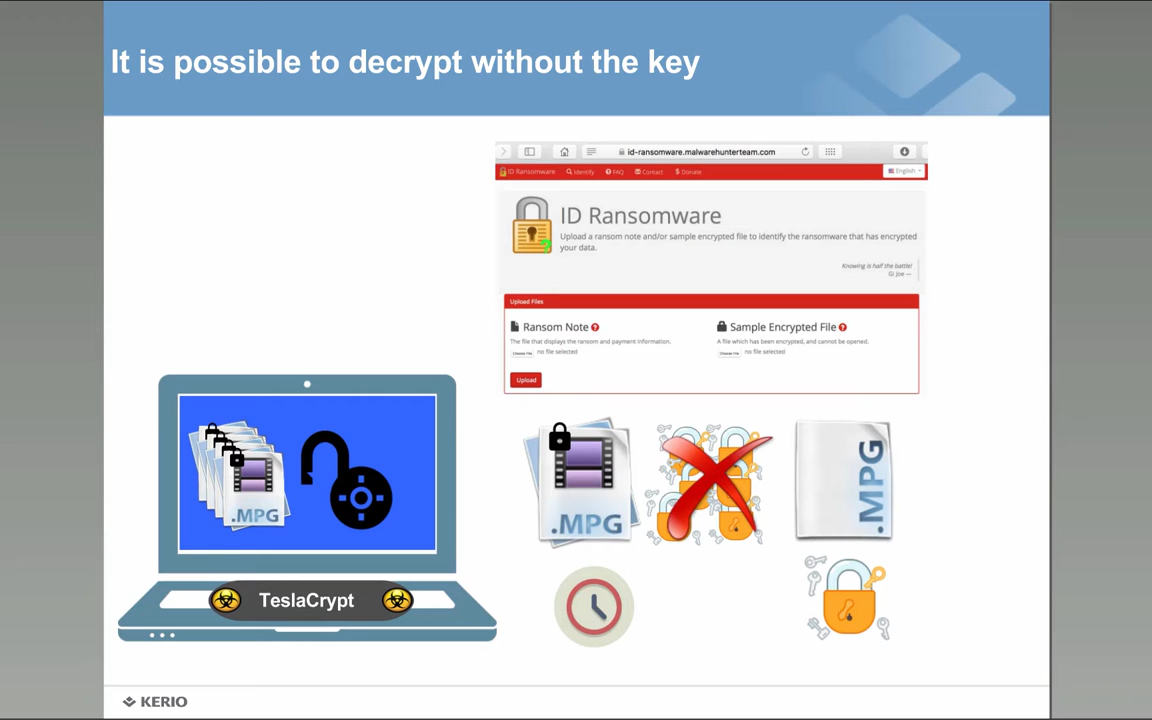 It is possible to decrypt without the key
id-ransomware.malwarehunterteam.com
ID Ransomware
Identify
FAQ
Contact
$ Donate
English
ID Ransomware
Upload a ransom note and/or sample encrypted file to identify the ransomware that has encrypted
your data.
Knowing is half the battle!
GI Joe —
Upload Files
Ransom Note ?
Sample Encrypted File ?
The file that displays the ransom and payment information.
A file which has been encrypted, and cannot be opened.
Choose File no file selected
Choose File no file selected
Upload
.MPG
.MPG
.MPG
TeslaCrypt
KERIO